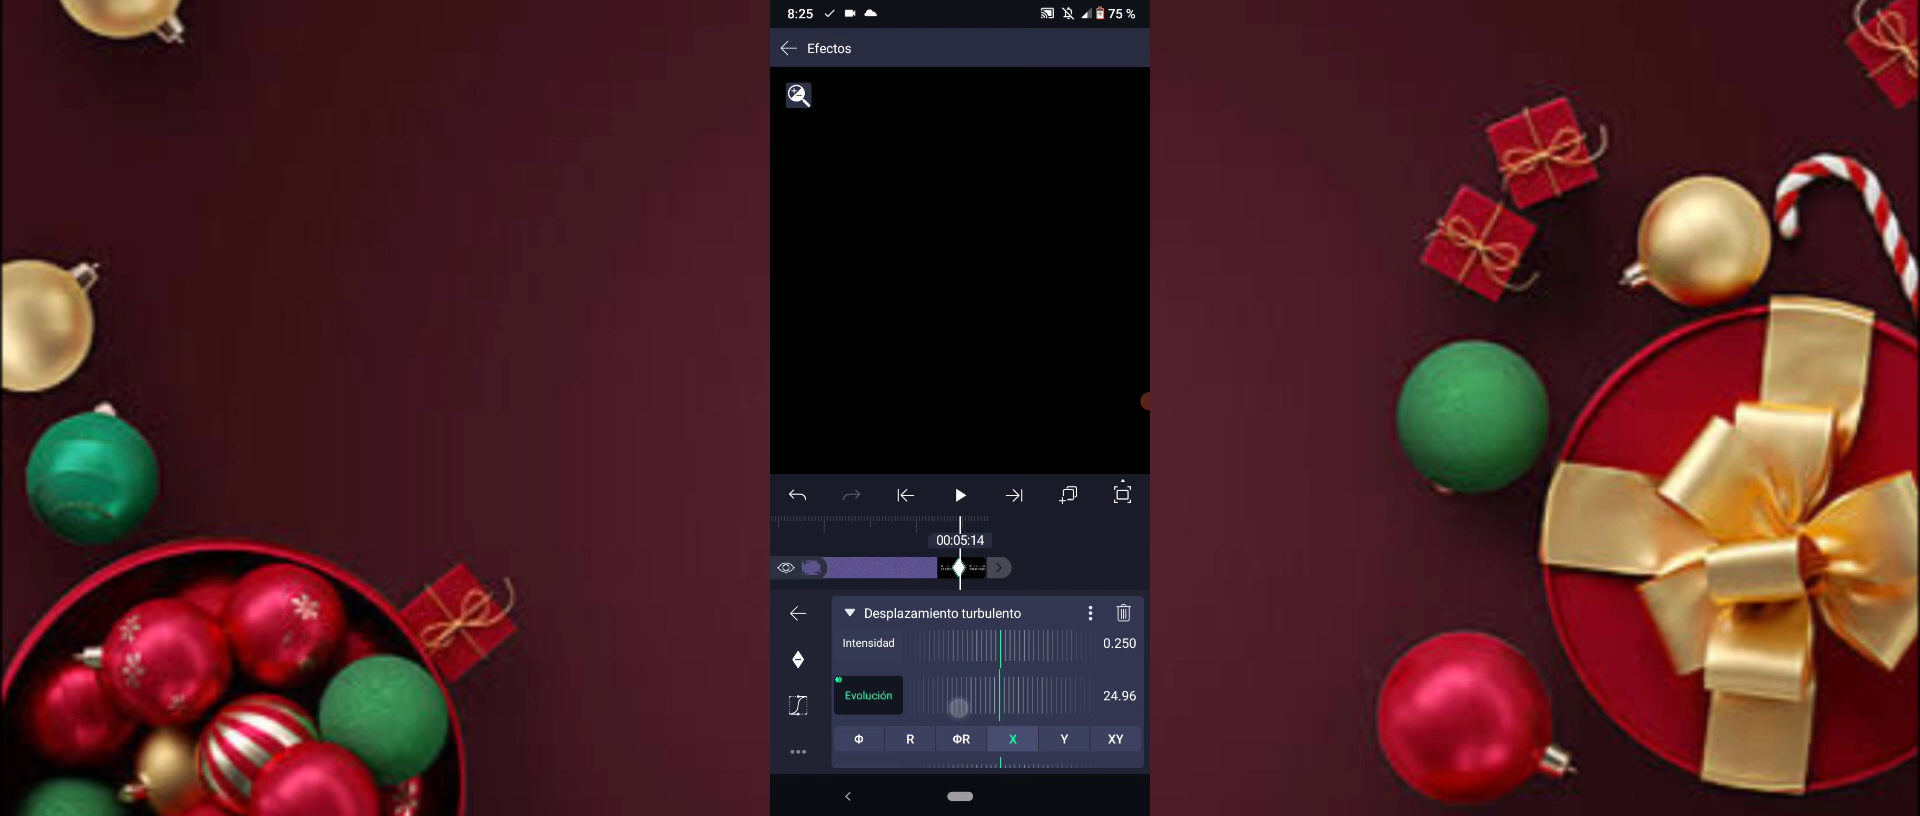 8:25
75 %
Efectos
00:05:14
Desplazamiento turbulento
Intensidad
0.250
Evolución
24.96
Φ R ΦR X Y XY